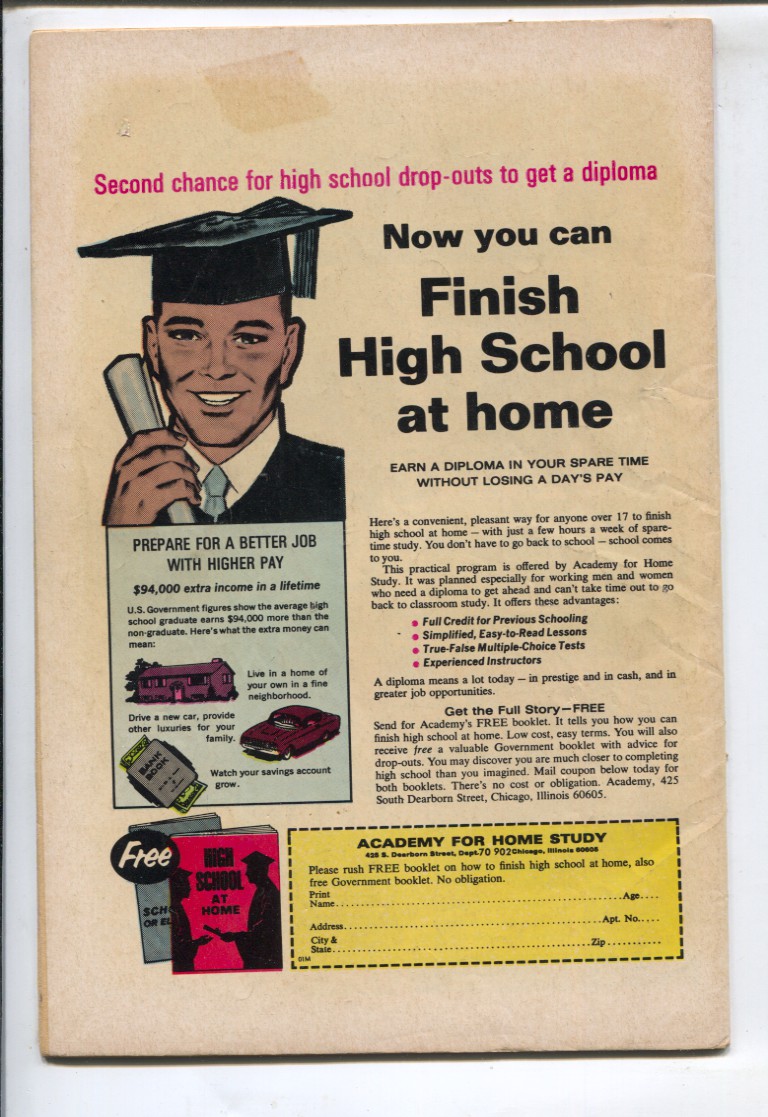 Second chance for high school drop-outs to get a diploma
Now you can
Finish
High School
at home
EARN A DIPLOMA IN YOUR SPARE TIME
WITHOUT LOSING A DAY'S PAY
Here's a convenient, pleasant way for anyone over 17 to finish
high school at home — with just a few hours a week of spare-
time study. You don't have to go back to school — school comes
to you.
This practical program is offered by Academy for Home
Study. It was planned especially for working men and women
who need a diploma to get ahead and can't take time out to go
back to classroom study. It offers these advantages:
● Full Credit for Previous Schooling
● Simplified, Easy-to-Read Lessons
● True-False Multiple-Choice Tests
● Experienced Instructors
A diploma means a lot today — in prestige and in cash, and in
greater job opportunities.
Get the Full Story—FREE
Send for Academy's FREE booklet. It tells you how you can
finish high school at home. Low cost, easy terms. You will also
receive free a valuable Government booklet with advice for
drop-outs. You may discover you are much closer to completing
high school than you imagined. Mail coupon below today for
both booklets. There's no cost or obligation. Academy, 425
South Dearborn Street, Chicago, Illinois 60605.
PREPARE FOR A BETTER JOB
WITH HIGHER PAY
$94,000 extra income in a lifetime
U.S. Government figures show the average high
school graduate earns $94,000 more than the
non-graduate. Here's what the extra money can
mean:
Live in a home of
your own in a fine
neighborhood.
Drive a new car, provide
other luxuries for your
family.
BANK
BOOK
Watch your savings account
grow.
Free
SCH
OR EL
HIGH
SCHOOL
AT
HOME
ACADEMY FOR HOME STUDY
425 S. Dearborn Street, Dept.70 902Chicago, Illinois 60605
Please rush FREE booklet on how to finish high school at home, also
free Government booklet. No obligation.
Print
Name........Age....
Address........Apt. No.....
City &
State........Zip...........
01M